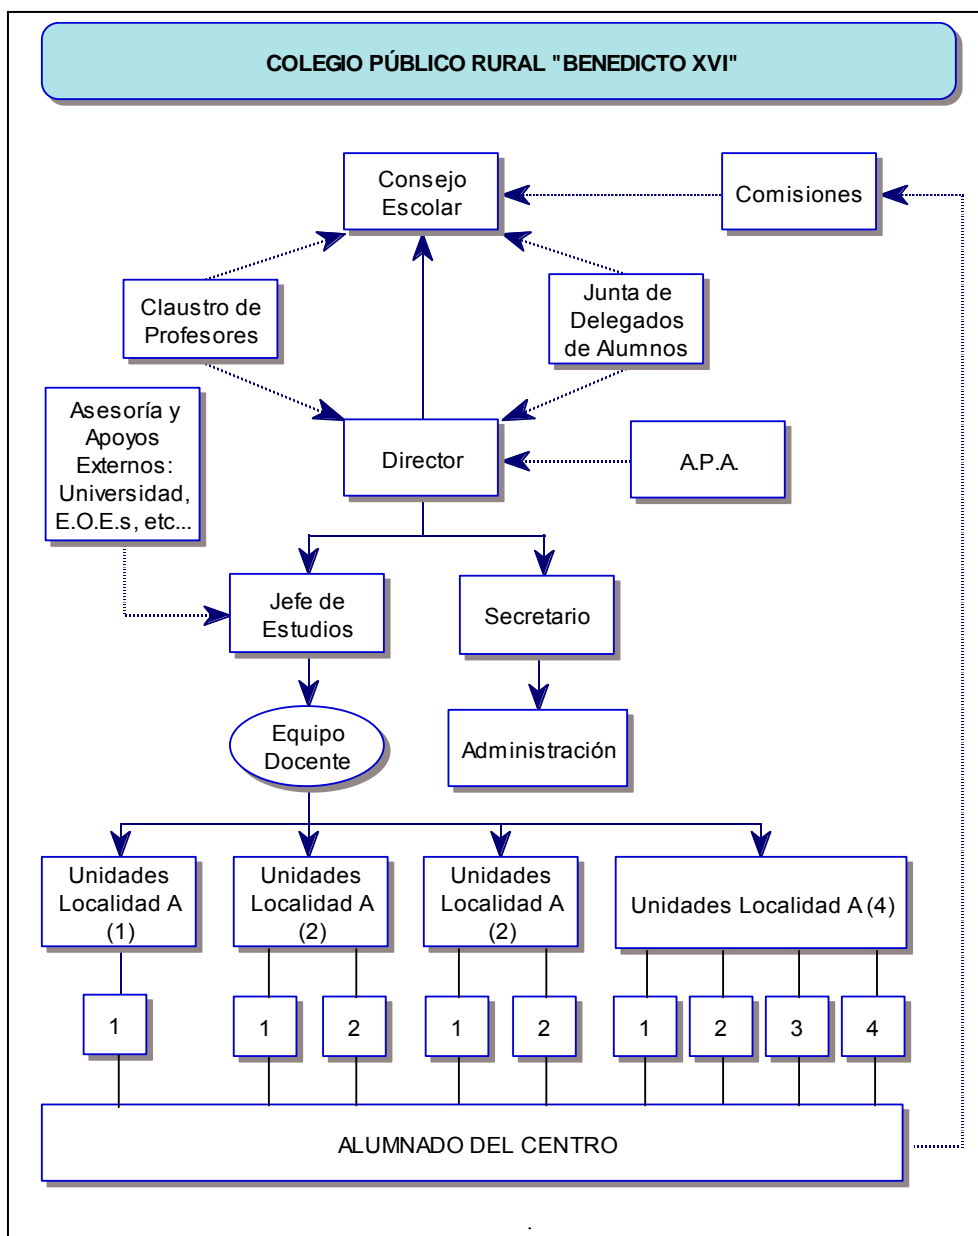 COLEGIO PÚBLICO RURAL "BENEDICTO XVI"
Consejo
Escolar
Comisiones
Claustro de
Profesores
Junta de
Delegados
de Alumnos
Asesoría y
Apoyos
Externos:
Universidad,
E.O.E.s, etc...
Director
A.P.A.
Jefe de
Estudios
Secretario
Equipo
Docente
Administración
Unidades
Localidad A
(1)
Unidades
Localidad A
(2)
Unidades
Localidad A
(2)
Unidades Localidad A (4)
1
1
2
1
2
1
2
3
4
ALUMNADO DEL CENTRO
.